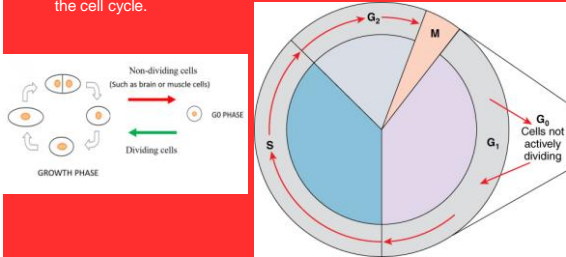 the cell cycle.
Non-dividing cells
(Such as brain or muscle cells)
G0 PHASE
Dividing cells
GROWTH PHASE
G₂
M
S
G₁
G₀
Cells not
actively
dividing